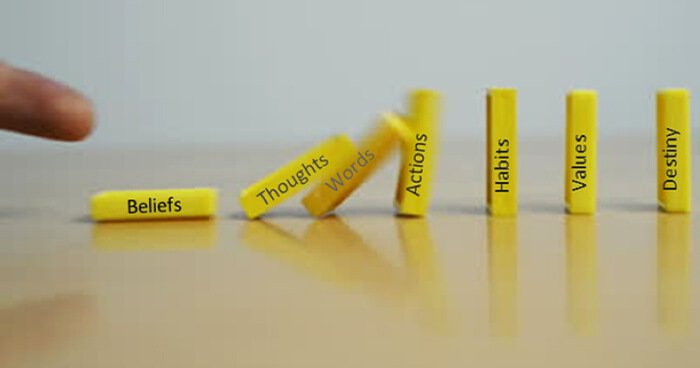 Beliefs
Thoughts
Words
Actions
Habits
Values
Destiny